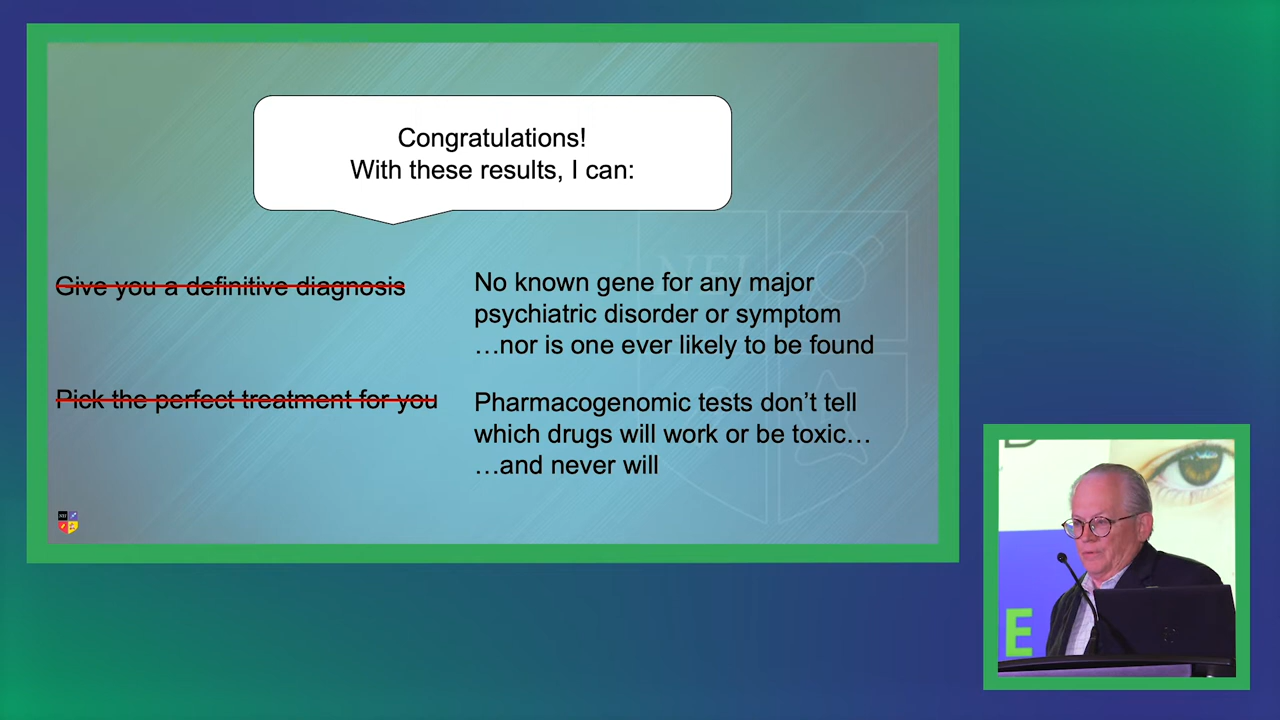 Congratulations!
With these results, I can:
Give you a definitive diagnosis
No known gene for any major
psychiatric disorder or symptom
…nor is one ever likely to be found
Pick the perfect treatment for you
Pharmacogenomic tests don’t tell
which drugs will work or be toxic…
…and never will
NEI
D
E